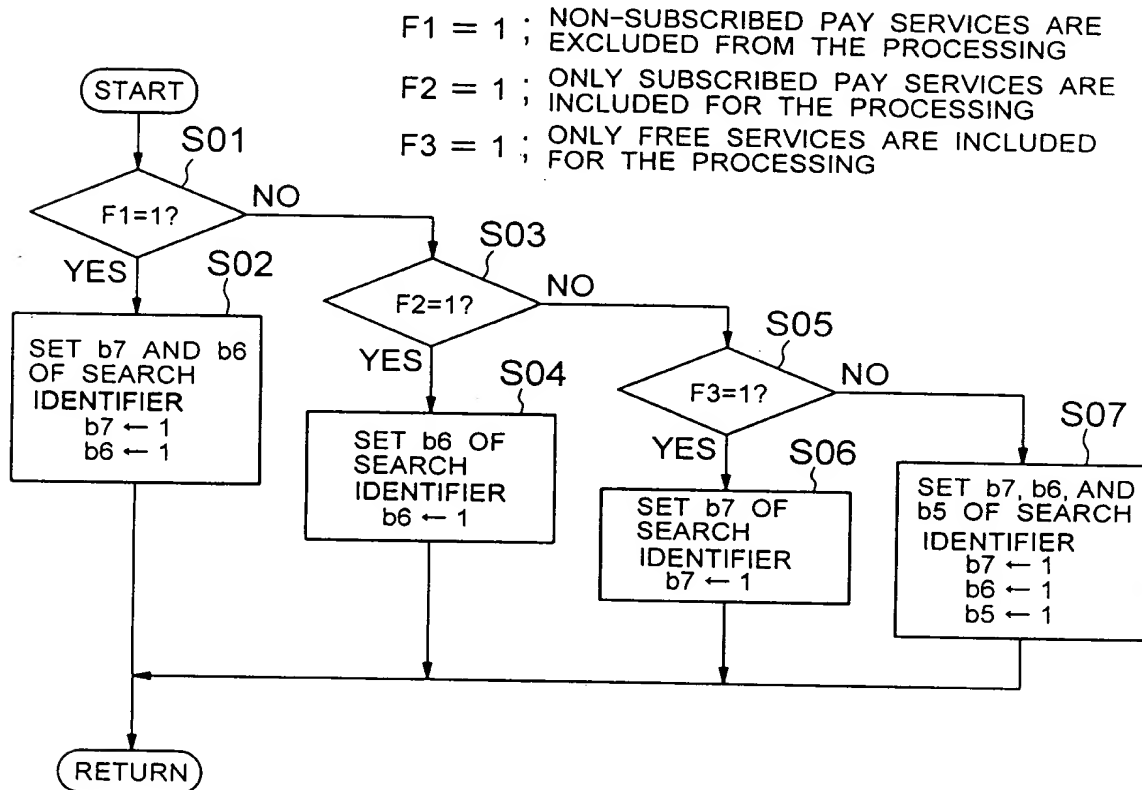 F1 = 1 ; NON-SUBSCRIBED PAY SERVICES ARE
EXCLUDED FROM THE PROCESSING
F2 = 1 ; ONLY SUBSCRIBED PAY SERVICES ARE
INCLUDED FOR THE PROCESSING
F3 = 1 ; ONLY FREE SERVICES ARE INCLUDED
FOR THE PROCESSING
START
S01
F1=1?
NO
YES
S02
SET b7 AND b6
OF SEARCH
IDENTIFIER
b7 ← 1
b6 ← 1
S03
F2=1?
NO
YES
S04
SET b6 OF
SEARCH
IDENTIFIER
b6 ← 1
S05
F3=1?
NO
YES
S06
SET b7 OF
SEARCH
IDENTIFIER
b7 ← 1
S07
SET b7, b6, AND
b5 OF SEARCH
IDENTIFIER
b7 ← 1
b6 ← 1
b5 ← 1
RETURN